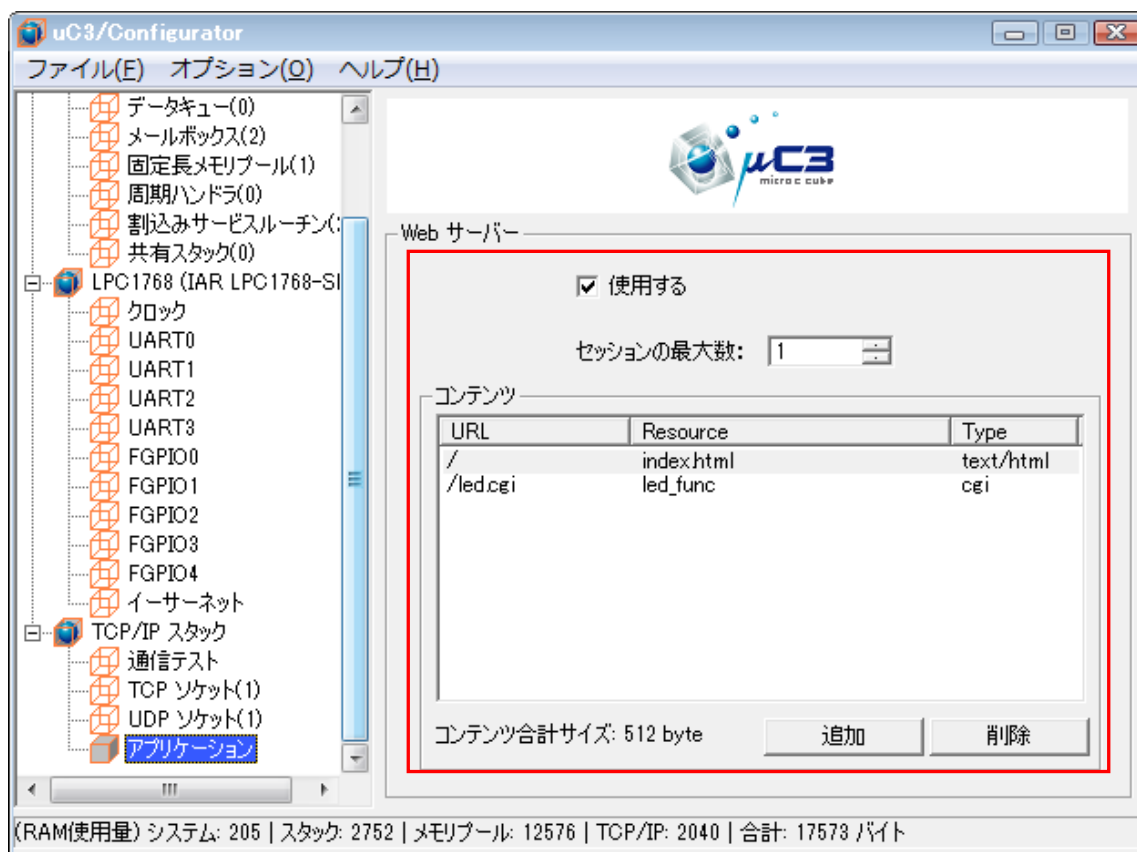 uC3/Configurator
ファイル(F) オプション(O) ヘルプ(H)
データキュー(0)
メールボックス(2)
固定長メモリプール(1)
周期ハンドラ(0)
割込みサービスルーチン(
共有スタック(0)
LPC1768 (IAR LPC1768-S
クロック
UART0
UART1
UART2
UART3
FGPIO0
FGPIO1
FGPIO2
FGPIO3
FGPIO4
イーサーネット
TCP/IP スタック
通信テスト
TCP ソケット(1)
UDP ソケット(1)
アプリケーション
μC3
micro c cube
Web サーバー
使用する
セッションの最大数: 1
コンテンツ
URL Resource Type
/ index.html text/html
/led.cgi led_func cgi
コンテンツ合計サイズ: 512 byte 追加 削除
(RAM使用量) システム: 205 | スタック: 2752 | メモリプール: 12576 | TCP/IP: 2040 | 合計: 17573 バイト